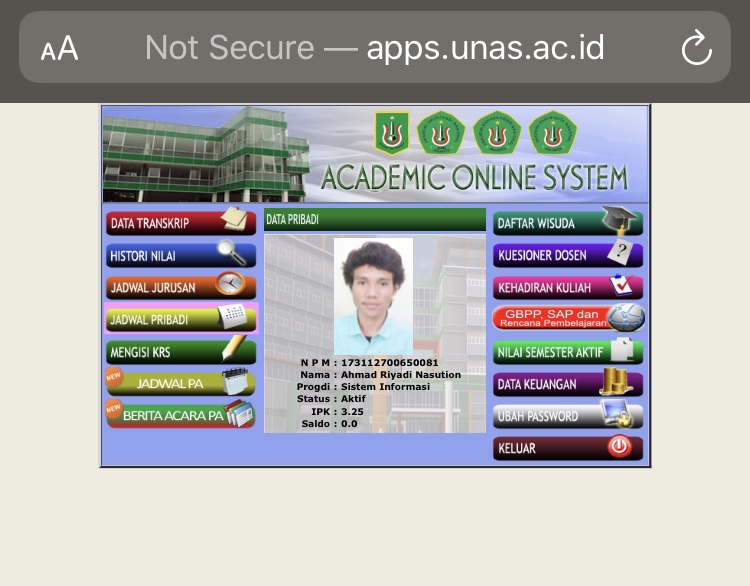 AA Not Secure — apps.unas.ac.id
ACADEMIC ONLINE SYSTEM
DATA TRANSKRIP
HISTORI NILAI
JADWAL JURUSAN
JADWAL PRIBADI
MENGISI KRS
NEW JADWAL PA
NEW BERITA ACARA PA
DATA PRIBADI
N P M : 173112700650081
Nama : Ahmad Riyadi Nasution
Progdi : Sistem Informasi
Status : Aktif
IPK : 3.25
Saldo : 0.0
DAFTAR WISUDA
KUESIONER DOSEN
?
KEHADIRAN KULIAH
GBPP, SAP dan
Rencana Pembelajaran
NILAI SEMESTER AKTIF
DATA KEUANGAN
UBAH PASSWORD
KELUAR